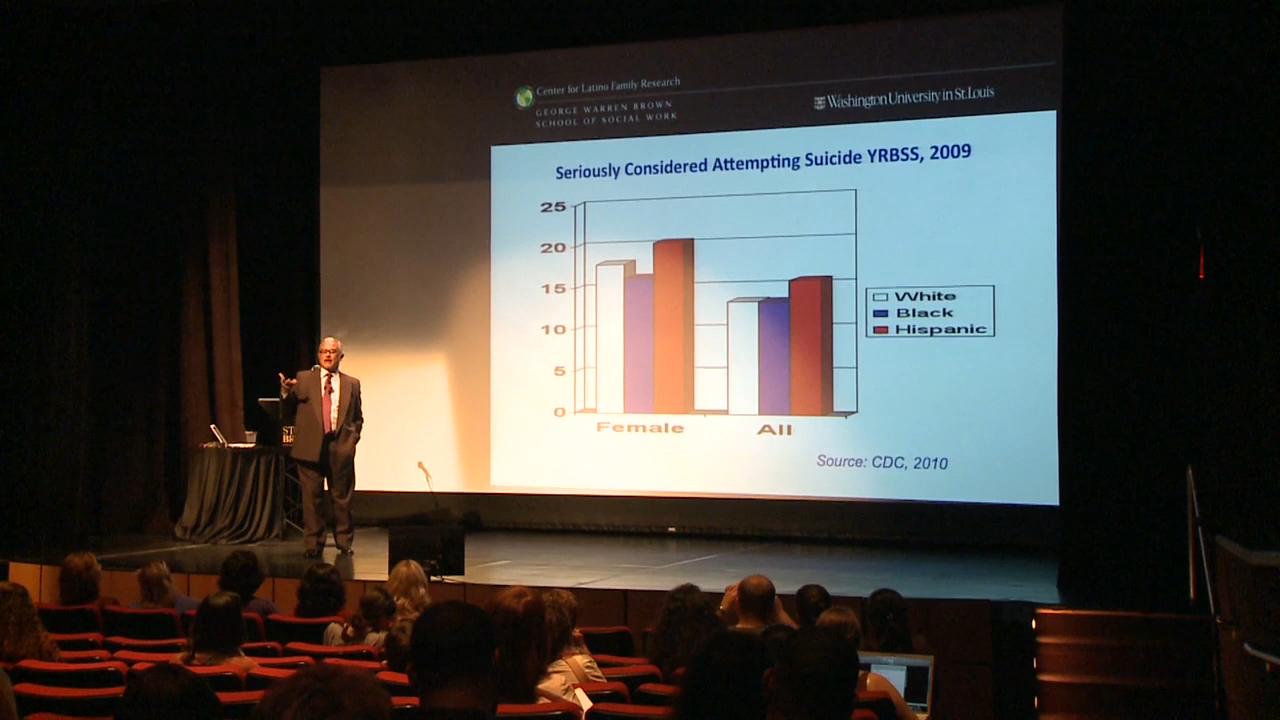 Center for Latino Family Research
GEORGE WARREN BROWN
SCHOOL OF SOCIAL WORK
Washington University in St. Louis
Seriously Considered Attempting Suicide YRBSS, 2009
25
20
15
10
5
0
Female
All
White
Black
Hispanic
Source: CDC, 2010